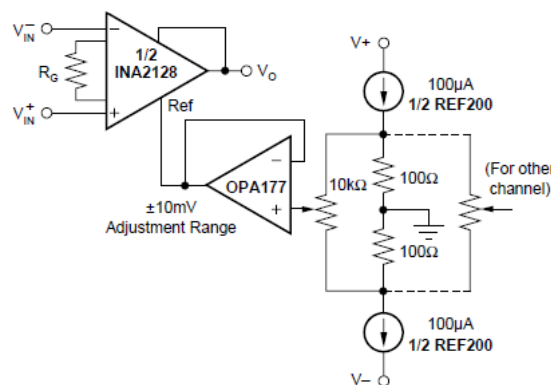 V−IN
−
1/2
INA2128
RG
V+IN
+
VO
Ref
−
OPA177
+
±10mV
Adjustment Range
V+
100µA
1/2 REF200
10kΩ
100Ω
100Ω
(For other
channel)
100µA
1/2 REF200
V–